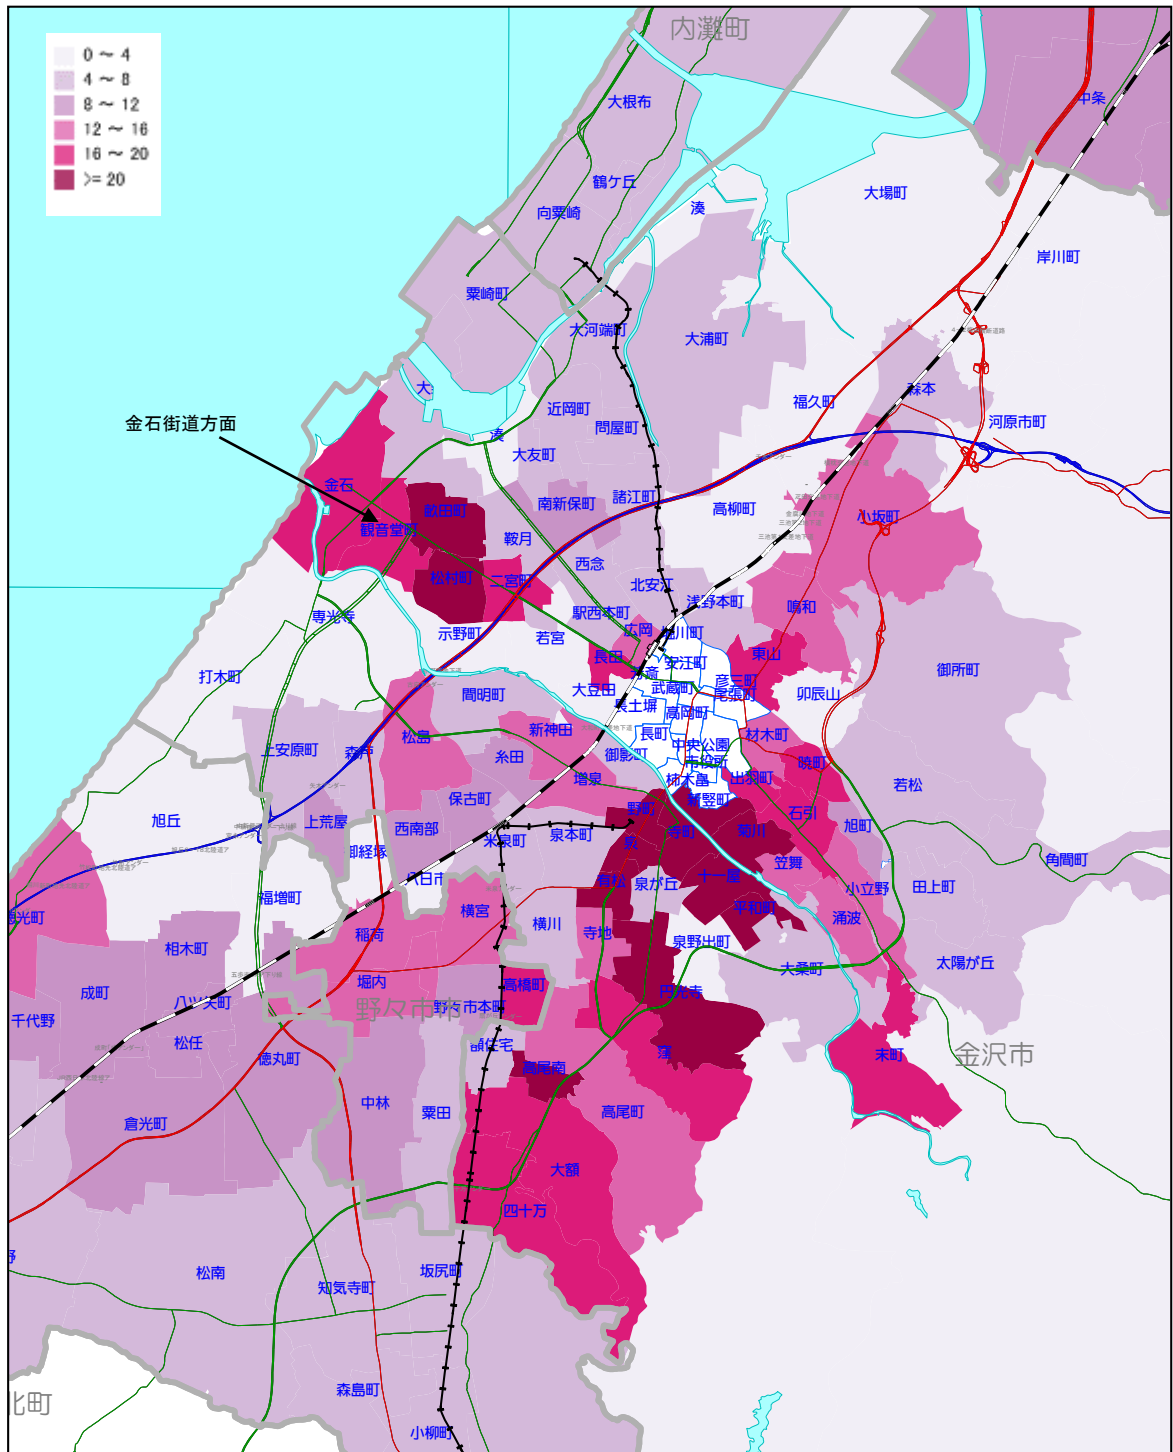 内灘町
0 ～ 4
4 ～ 8
8 ～ 12
12 ～ 16
16 ～ 20
>= 20
大根布
中条
鶴ケ丘
大場町
湊
向粟崎
岸川町
粟崎町
大河端町
大浦町
森本
福久町
近岡町
河原市町
金石街道方面
問屋町
湊
大友町
金石
畝田町
南新保町
諸江町
高柳町
小坂町
観音堂町
鞍月
西念
松村町
二宮町
北安江
浅野本町
鳴和
専光寺
駅西本町
示野町
若宮
広岡
東山
長田
安江町
御所町
打木町
彦三町
大豆田
武蔵町
尾張町
卯辰山
間明町
高岡町
長土塀
新神田
長町
材木町
上安原町
森戸
松島
糸田
御影町
中央公園
市役所
暁町
増泉
柿木畠
出羽町
若松
保古町
新竪町
野町
石引
旭丘
上荒屋
西南部
米泉町
泉本町
寺町
菊川
旭町
御経塚
笠舞
角間町
有松
泉が丘
十一屋
小立野
田上町
福増町
横宮
平和町
涌波
横川
寺地
稲荷
泉野出町
相木町
大桑町
太陽が丘
成町
堀内
高橋町
円光寺
八ツ矢町
野々市市
野々市本町
千代野
松任
徳丸町
額住宅
窪
末町
金沢市
高尾南
倉光町
中林
粟田
高尾町
大額
四十万
松南
坂尻町
知気寺町
森島町
小柳町